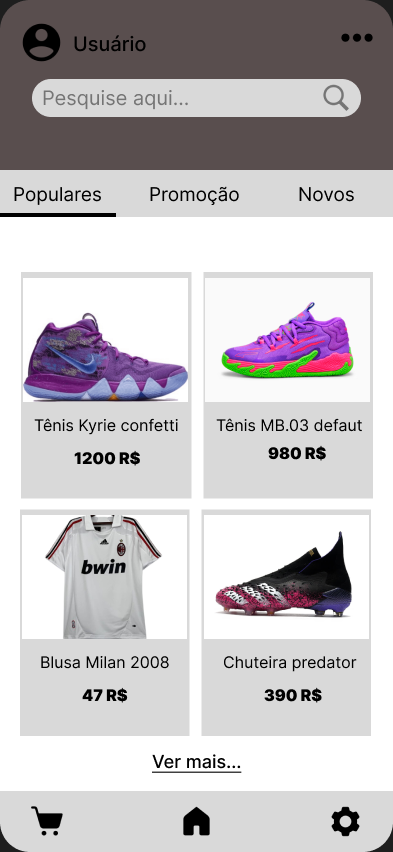 Usuário
Pesquise aqui...
Populares Promoção Novos
Tênis Kyrie confetti
1200 R$
Tênis MB.03 defaut
980 R$
bwin
Blusa Milan 2008
47 R$
Chuteira predator
390 R$
Ver mais...